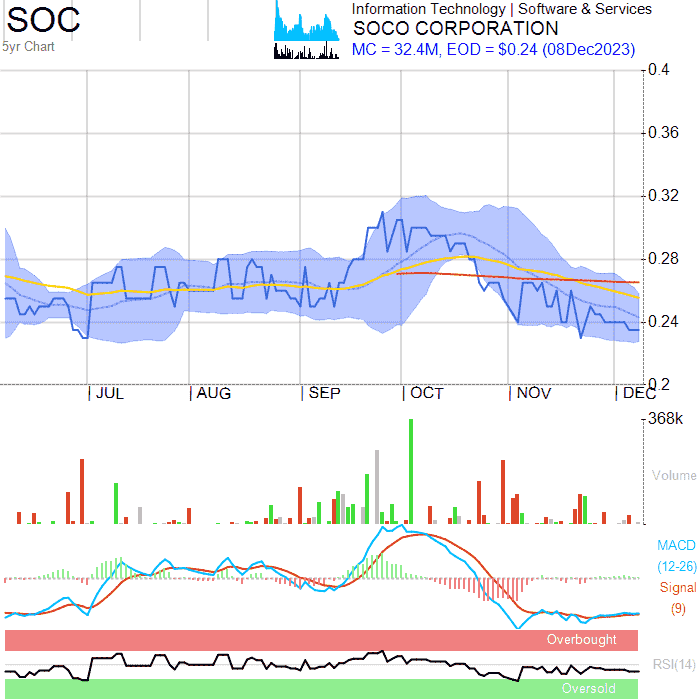 SOC
5yr Chart
Information Technology | Software & Services
SOCO CORPORATION
MC = 32.4M, EOD = $0.24 (08Dec2023)
0.4
0.36
0.32
0.28
0.24
0.2
JUL AUG SEP OCT NOV DEC
368k
Volume
MACD
(12-26)
Signal
(9)
Overbought
RSI(14)
Oversold